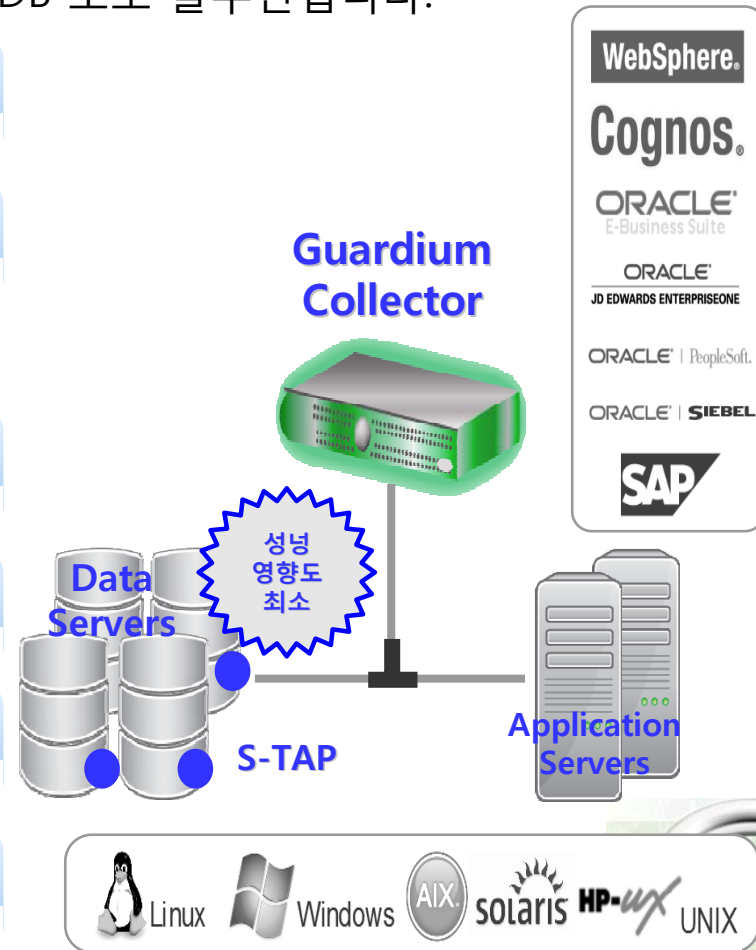 WebSphere.
Cognos.
ORACLE
E-Business Suite
ORACLE
JD EDWARDS ENTERPRISEONE
ORACLE | PeopleSoft.
ORACLE | SIEBEL
SAP
Guardium
Collector
성넝
영향도
최소
Data
Servers
S-TAP
Application
Servers
Linux
Windows
AIX
solaris
HP-UX
UNIX